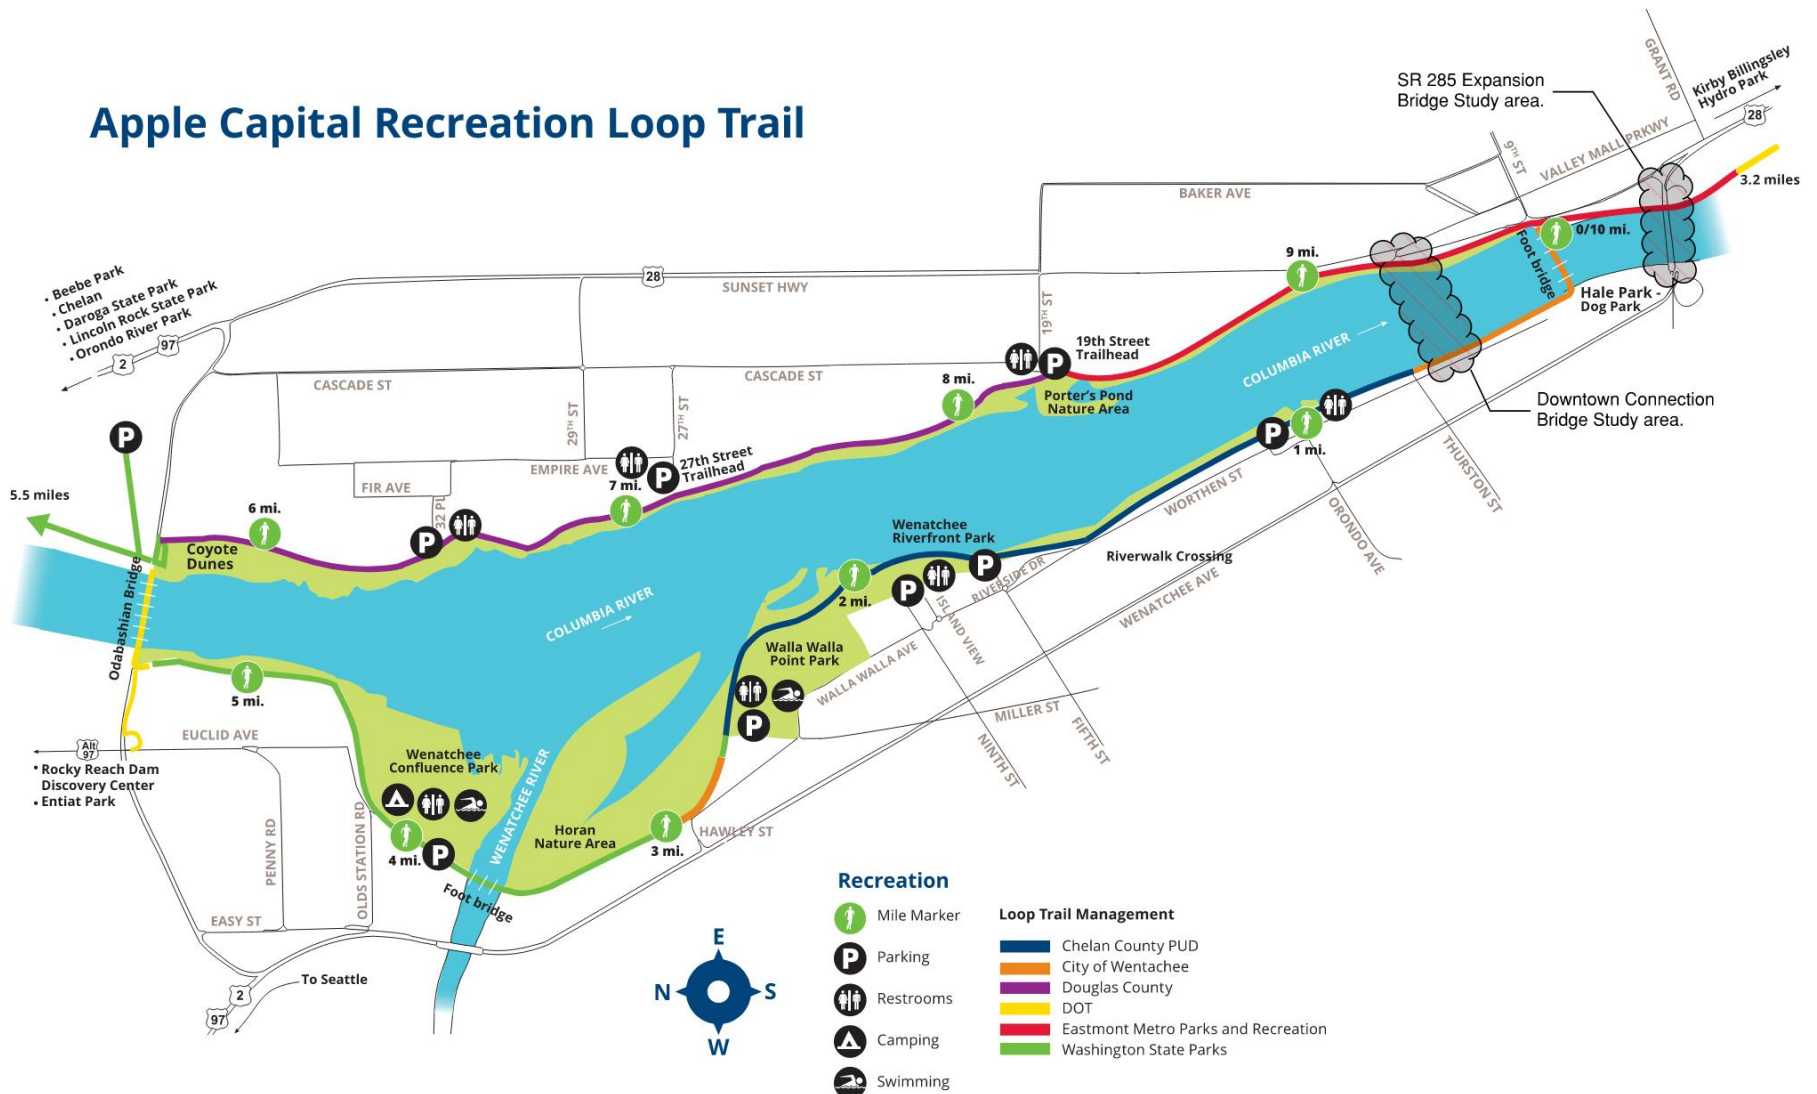 Apple Capital Recreation Loop Trail
SR 285 Expansion
Bridge Study area.
GRANT RD
Kirby Billingsley
Hydro Park
28
9TH ST
VALLEY MALL PRKWY
3.2 miles
BAKER AVE
0/10 mi.
Foot bridge
Hale Park -
Dog Park
9 mi.
28
SUNSET HWY
19TH ST
• Beebe Park
• Chelan
• Daroga State Park
• Lincoln Rock State Park
• Orondo River Park
97
2
19th Street
Trailhead
P
COLUMBIA RIVER
CASCADE ST
CASCADE ST
8 mi.
Porter's Pond
Nature Area
Downtown Connection
Bridge Study area.
29TH ST
27TH ST
P
P
1 mi.
27th Street
Trailhead
EMPIRE AVE
P
7 mi.
FIR AVE
32 PL
THURSTON ST
WORTHEN ST
ORONDO AVE
5.5 miles
6 mi.
P
Coyote
Dunes
Wenatchee
Riverfront Park
P
P
2 mi.
RIVERSIDE DR
Riverwalk Crossing
WENATCHEE AVE
Odabashian Bridge
COLUMBIA RIVER
ISLAND VIEW
Walla Walla
Point Park
WALLA WALLA AVE
P
5 mi.
EUCLID AVE
Alt
97
• Rocky Reach Dam
Discovery Center
• Entiat Park
MILLER ST
FIFTH ST
NINTH ST
Wenatchee
Confluence Park
WENATCHEE RIVER
PENNY RD
OLDS STATION RD
4 mi.
P
Horan
Nature Area
3 mi.
HAWLEY ST
Foot bridge
EASY ST
To Seattle
2
97
E
N
S
W
Recreation
Mile Marker
P
Parking
Restrooms
Camping
Swimming
Loop Trail Management
Chelan County PUD
City of Wentachee
Douglas County
DOT
Eastmont Metro Parks and Recreation
Washington State Parks